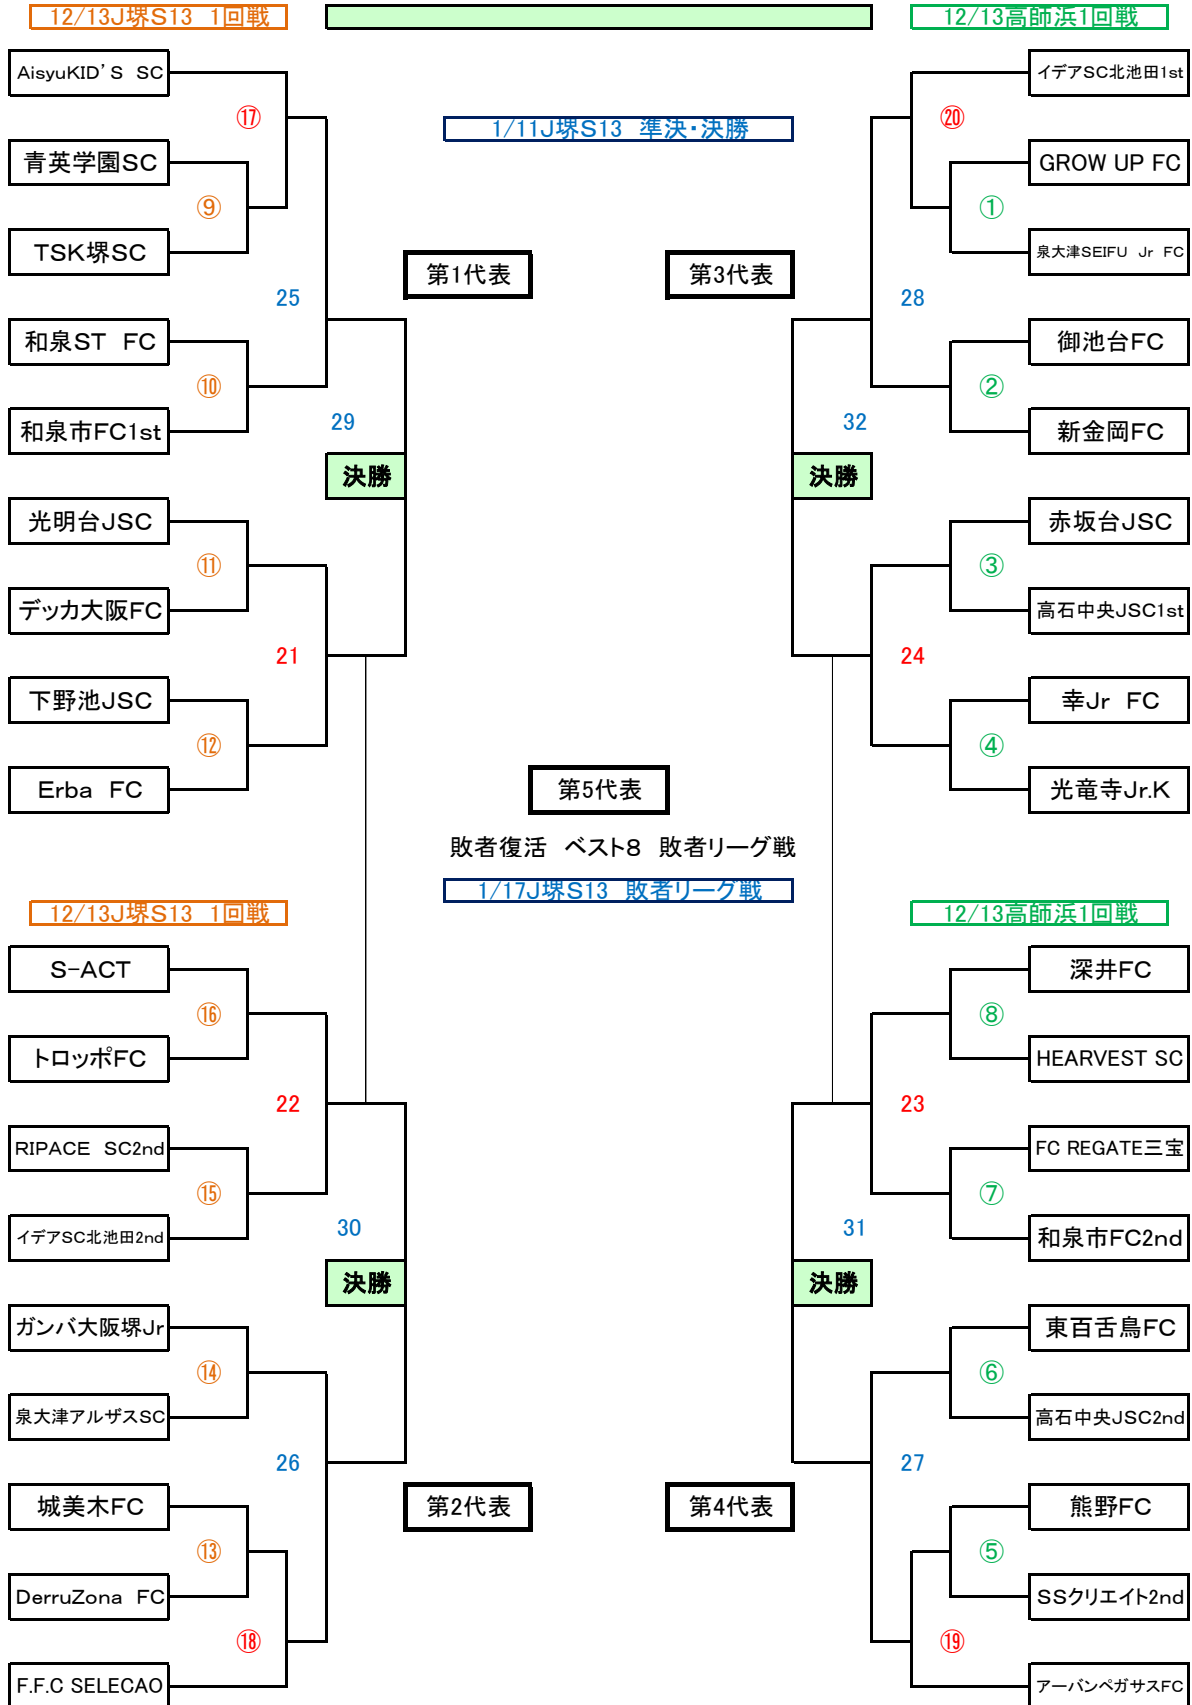 12/13J堺S13　1回戦
12/13高師浜1回戦
AisyuKID'S　SC
イデアSC北池田1st
⑰
1/11J堺S13　準決・決勝
⑳
青英学園SC
GROW UP FC
⑨
①
TSK堺SC
泉大津SEIFU　Jr　FC
第1代表
第3代表
25
28
和泉ST　FC
御池台FC
⑩
②
29
32
和泉市FC1st
新金岡FC
決勝
決勝
光明台JSC
赤坂台JSC
⑪
③
デッカ大阪FC
高石中央JSC1st
21
24
下野池JSC
幸Jr　FC
⑫
④
Erba　FC
第5代表
光竜寺Jr.K
敗者復活　ベスト8　敗者リーグ戦
1/17J堺S13　敗者リーグ戦
12/13J堺S13　1回戦
12/13高師浜1回戦
S-ACT
深井FC
⑯
⑧
トロッポFC
HEARVEST SC
22
23
RIPACE　SC2nd
FC REGATE三宝
⑮
⑦
イデアSC北池田2nd
30
31
和泉市FC2nd
決勝
決勝
ガンバ大阪堺Jr
東百舌鳥FC
⑭
⑥
泉大津アルザスSC
高石中央JSC2nd
26
27
城美木FC
第2代表
第4代表
熊野FC
⑬
⑤
DerruZona　FC
SSクリエイト2nd
⑱
⑲
F.F.C SELECAO
アーバンペガサスFC